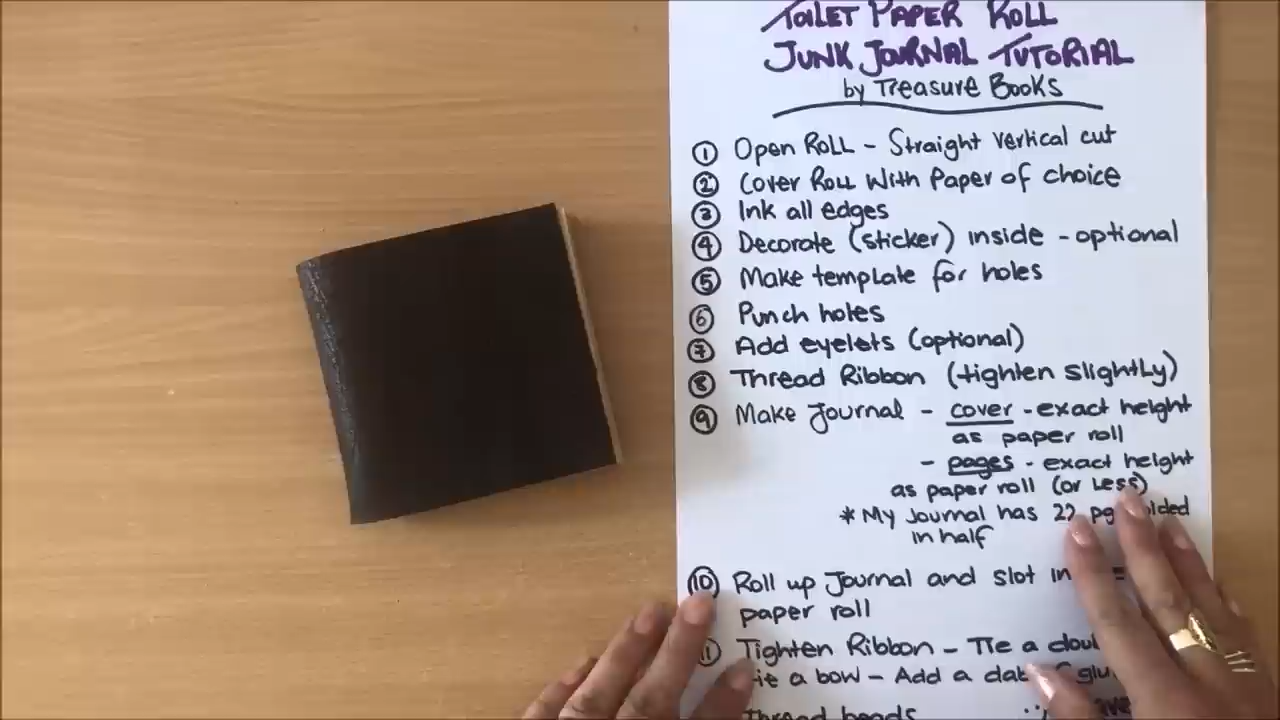 TOILET PAPER ROLL
JUNK JOURNAL TUTORIAL
by Treasure Books
1 Open Roll - Straight vertical cut
2 Cover Roll With Paper of choice
3 Ink all edges
4 Decorate (sticker) inside - optional
5 Make template for holes
6 Punch holes
7 Add eyelets (optional)
8 Thread Ribbon (tighten slightly)
9 Make Journal - cover - exact height
as paper roll
- pages - exact height
as paper roll (or Less)
* My Journal has 22 pg
in half
10 Roll up Journal and slot in
paper roll
11 Tighten Ribbon - Tie a
a bow - Add a
Thread beads